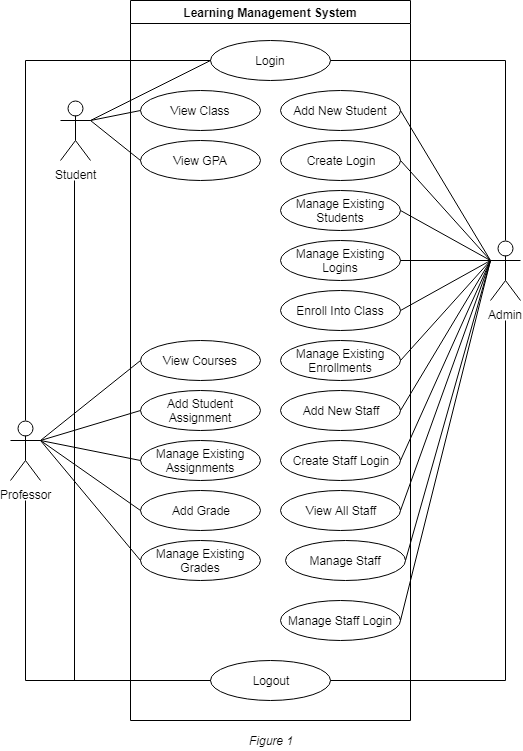 Learning Management System
Login
View Class
Add New Student
View GPA
Create Login
Student
Manage Existing
Students
Manage Existing
Logins
Enroll Into Class
Admin
View Courses
Manage Existing
Enrollments
Add Student
Assignment
Add New Staff
Manage Existing
Assignments
Create Staff Login
Professor
Add Grade
View All Staff
Manage Existing
Grades
Manage Staff
Manage Staff Login
Logout
Figure 1